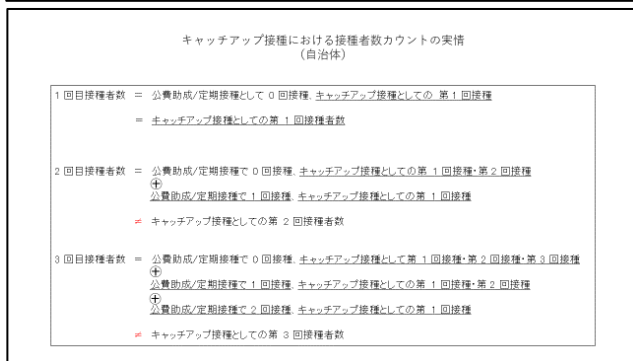 キャッチアップ接種における接種者数カウントの実情
(自治体)
1回目接種者数 = 公費助成/定期接種として0回接種、キャッチアップ接種としての 第1回接種
= キャッチアップ接種としての第1回接種者数
2回目接種者数 = 公費助成/定期接種で0回接種、キャッチアップ接種としての第1回接種・第2回接種
⊕
公費助成/定期接種で1回接種、キャッチアップ接種としての第1回接種
≠ キャッチアップ接種としての第2回接種者数
3回目接種者数 = 公費助成/定期接種で0回接種、キャッチアップ接種として第1回接種・第2回接種・第3回接種
⊕
公費助成/定期接種で1回接種、キャッチアップ接種としての第1回接種・第2回接種
⊕
公費助成/定期接種で2回接種、キャッチアップ接種としての第1回接種
≠ キャッチアップ接種としての第3回接種者数